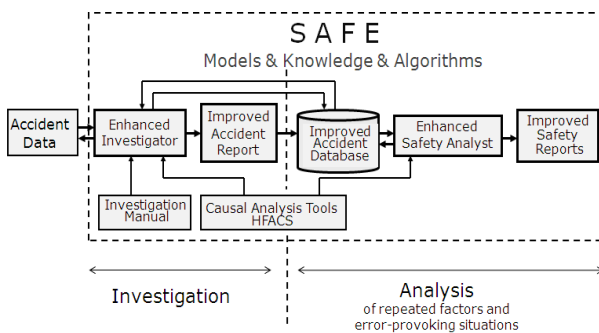 S A F E
Models & Knowledge & Algorithms
Accident
Data
Enhanced
Investigator
Improved
Accident
Report
Improved
Accident
Database
Enhanced
Safety Analyst
Improved
Safety
Reports
Investigation
Manual
Causal Analysis Tools
HFACS
Investigation
Analysis
of repeated factors and
error-provoking situations